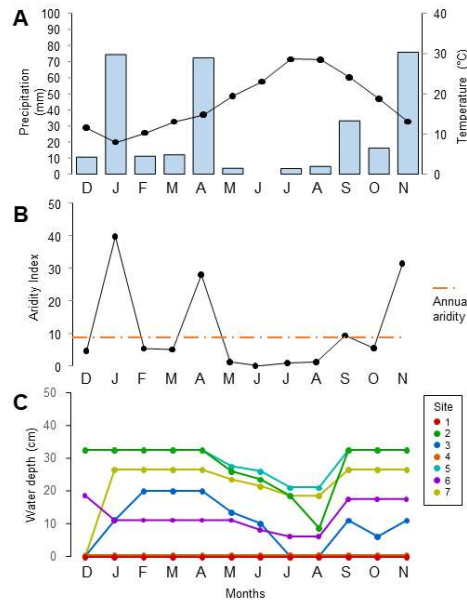 A
Precipitation
(mm)
100
90
80
70
60
50
40
30
20
10
0
40
30
20
10
0
Temperature (°C)
D J F M A M J J A S O N
B
Aridity Index
50
40
30
20
10
0
D J F M A M J J A S O N
Annua
aridity
C
Water depth (cm)
50
40
30
20
10
0
D J F M A M J J A S O N
Months
Site
1
2
3
4
5
6
7